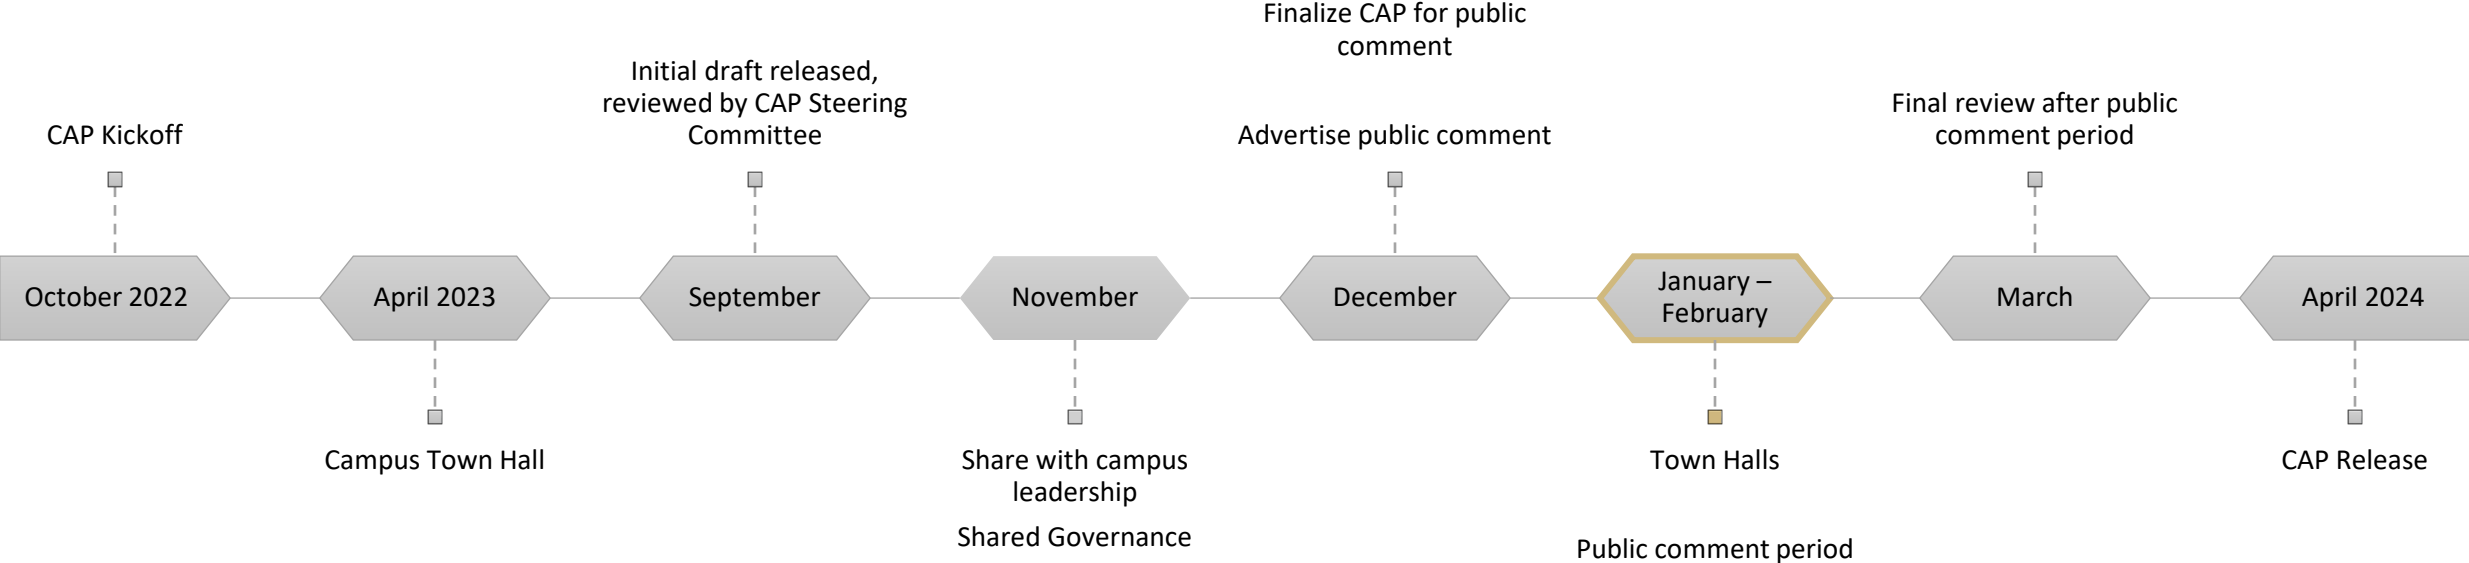 Finalize CAP for public
comment
Initial draft released,
reviewed by CAP Steering
Committee
CAP Kickoff
Advertise public comment
Final review after public
comment period
October 2022
April 2023
September
November
December
January –
February
March
April 2024
Campus Town Hall
Share with campus
leadership
Shared Governance
Town Halls
Public comment period
CAP Release